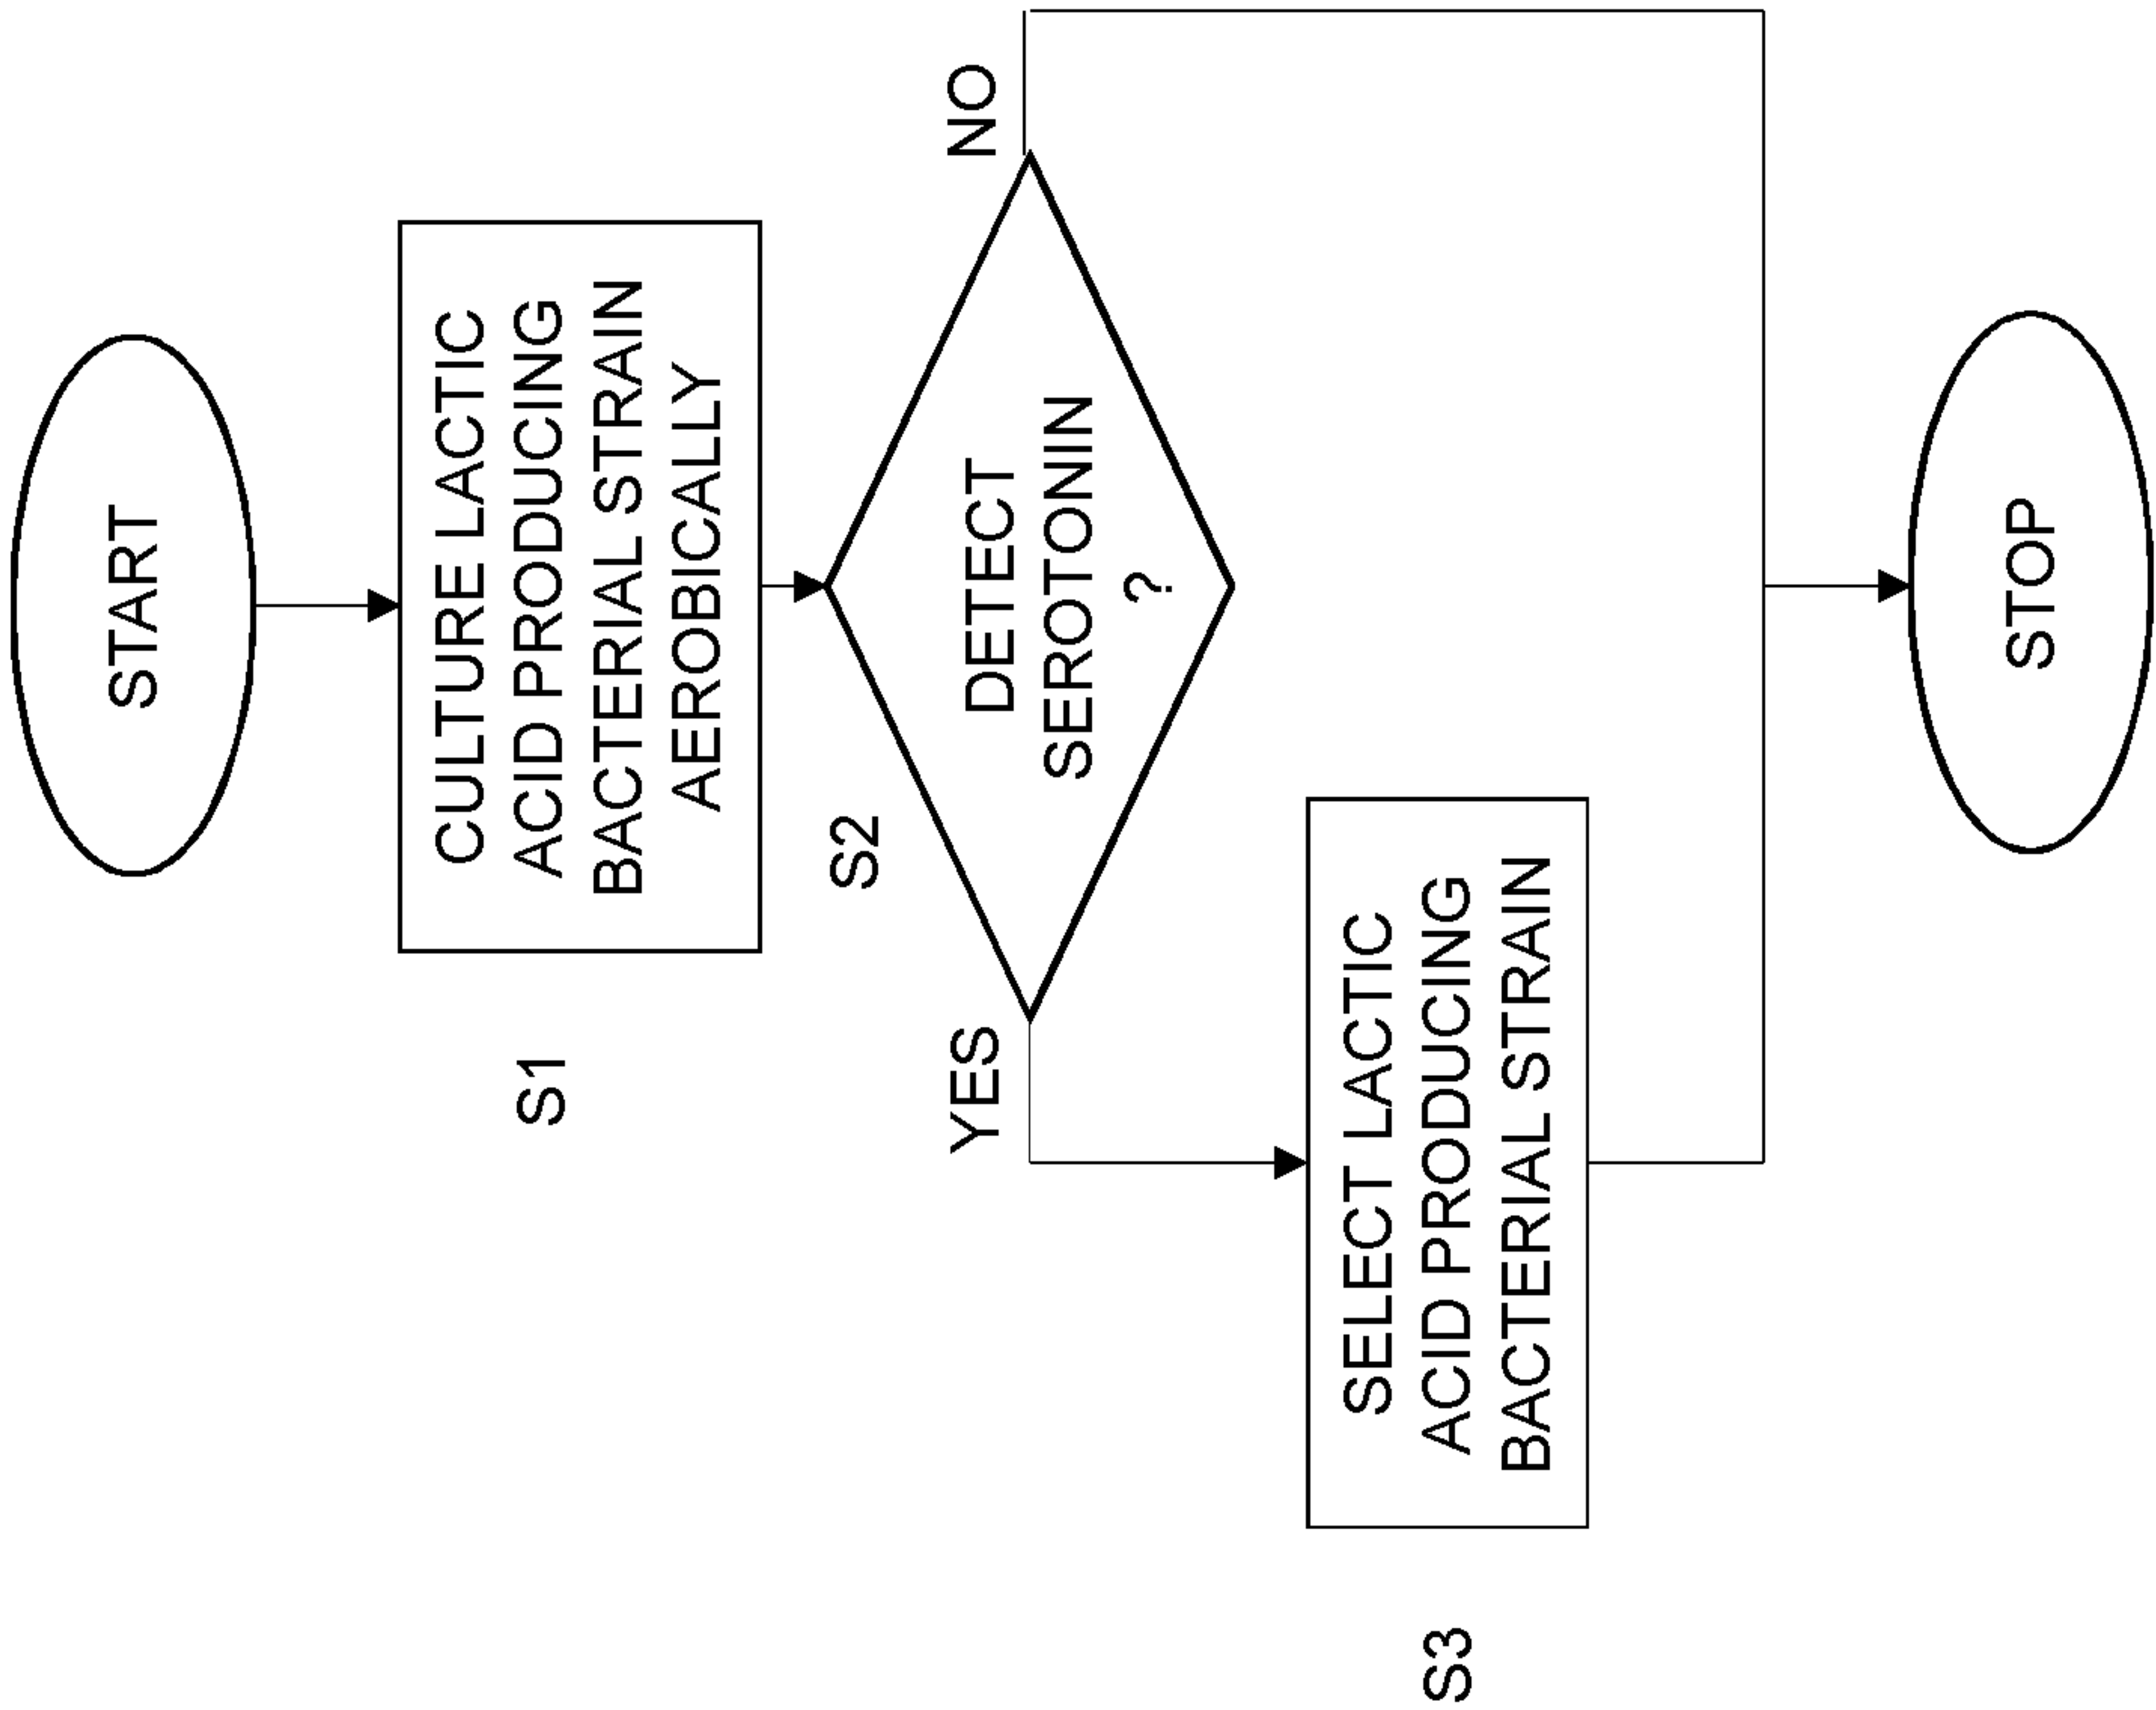 START
CULTURE LACTIC
ACID PRODUCING
BACTERIAL STRAIN
AEROBICALLY
S1
S2
DETECT
SEROTONIN
?
YES
NO
SELECT LACTIC
ACID PRODUCING
BACTERIAL STRAIN
S3
STOP